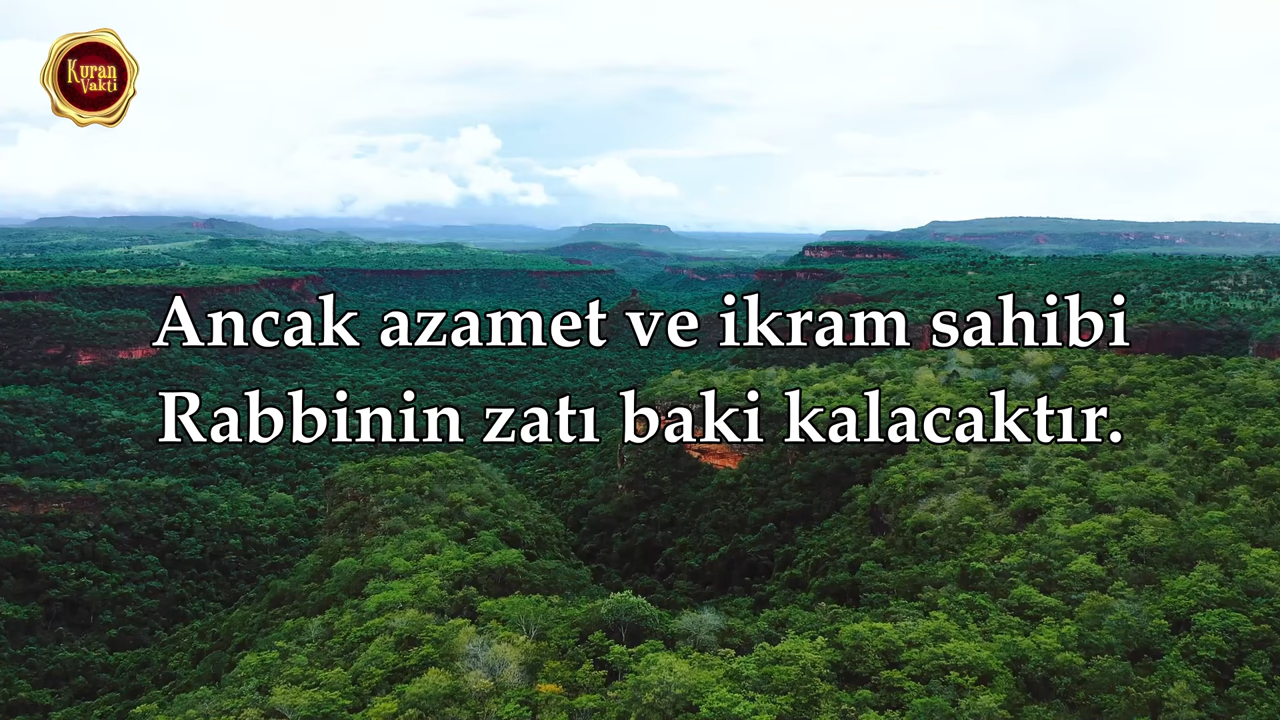 Kuran
Vakti
Ancak azamet ve ikram sahibi
Rabbinin zatı baki kalacaktır.